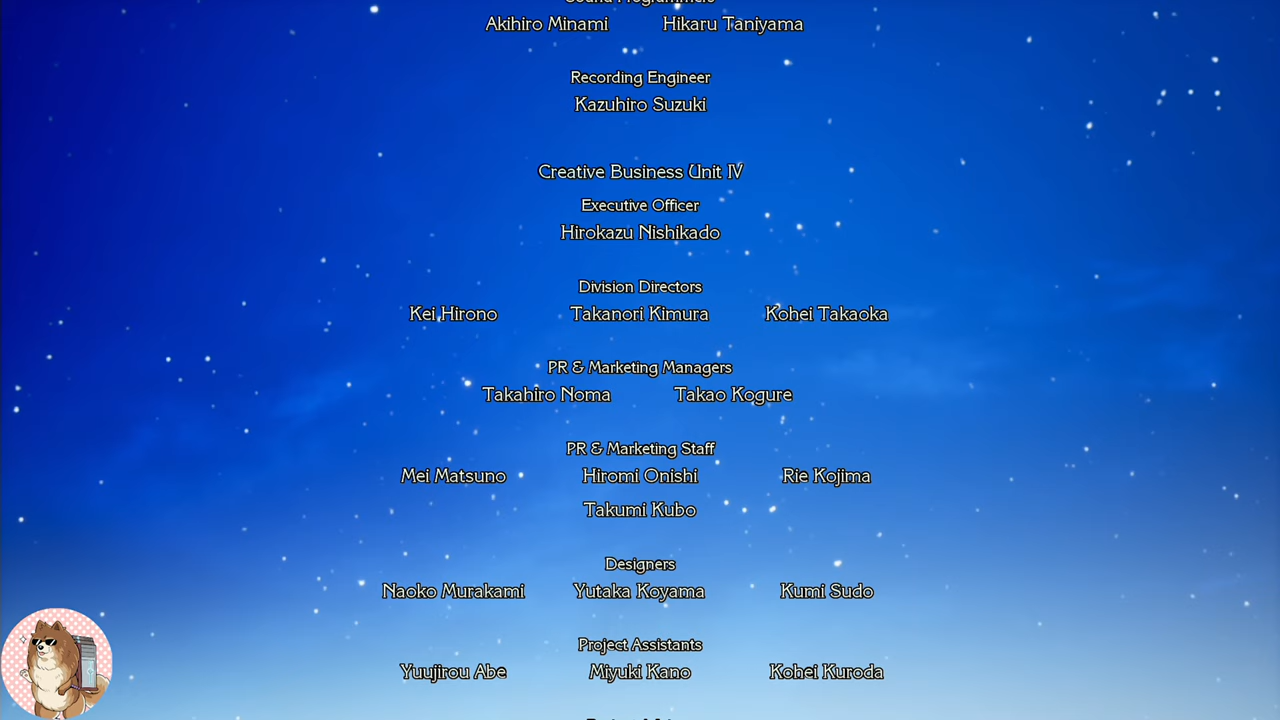 Sound Programmers
Akihiro Minami Hikaru Taniyama
Recording Engineer
Kazuhiro Suzuki
Creative Business Unit IV
Executive Officer
Hirokazu Nishikado
Division Directors
Kei Hirono Takanori Kimura Kohei Takaoka
PR & Marketing Managers
Takahiro Noma Takao Kogure
PR & Marketing Staff
Mei Matsuno Hiromi Onishi Rie Kojima
Takumi Kubo
Designers
Naoko Murakami Yutaka Koyama Kumi Sudo
Project Assistants
Yuujirou Abe Miyuki Kano Kohei Kuroda